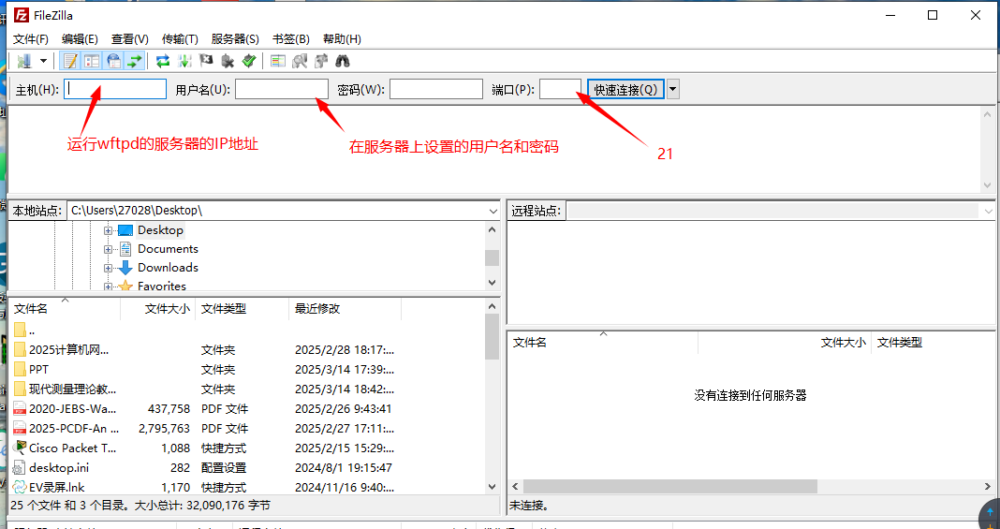 FileZilla
文件(F) 编辑(E) 查看(V) 传输(T) 服务器(S) 书签(B) 帮助(H)
主机(H): 用户名(U): 密码(W): 端口(P): 快速连接(Q)
运行wftpd的服务器的IP地址
在服务器上设置的用户名和密码
21
本地站点: C:\Users\27028\Desktop\
Desktop
Documents
Downloads
Favorites
文件名 文件大小 文件类型 最近修改
..
2025计算机网... 文件夹 2025/2/28 18:17:...
PPT 文件夹 2025/3/14 17:39:...
现代测量理论教... 文件夹 2025/3/14 18:42:...
2020-JEBS-Wa... 437,758 PDF 文件 2025/2/26 9:43:41
2025-PCDF-An ... 2,795,763 PDF 文件 2025/2/27 17:11:...
Cisco Packet T... 1,088 快捷方式 2025/2/15 15:29:...
desktop.ini 282 配置设置 2024/8/1 19:15:47
EV录屏.lnk 1,170 快捷方式 2024/11/16 9:40:...
25 个文件 和 3 个目录。大小总计: 32,090,176 字节
远程站点:
文件名 文件大小 文件类型
没有连接到任何服务器
未连接。